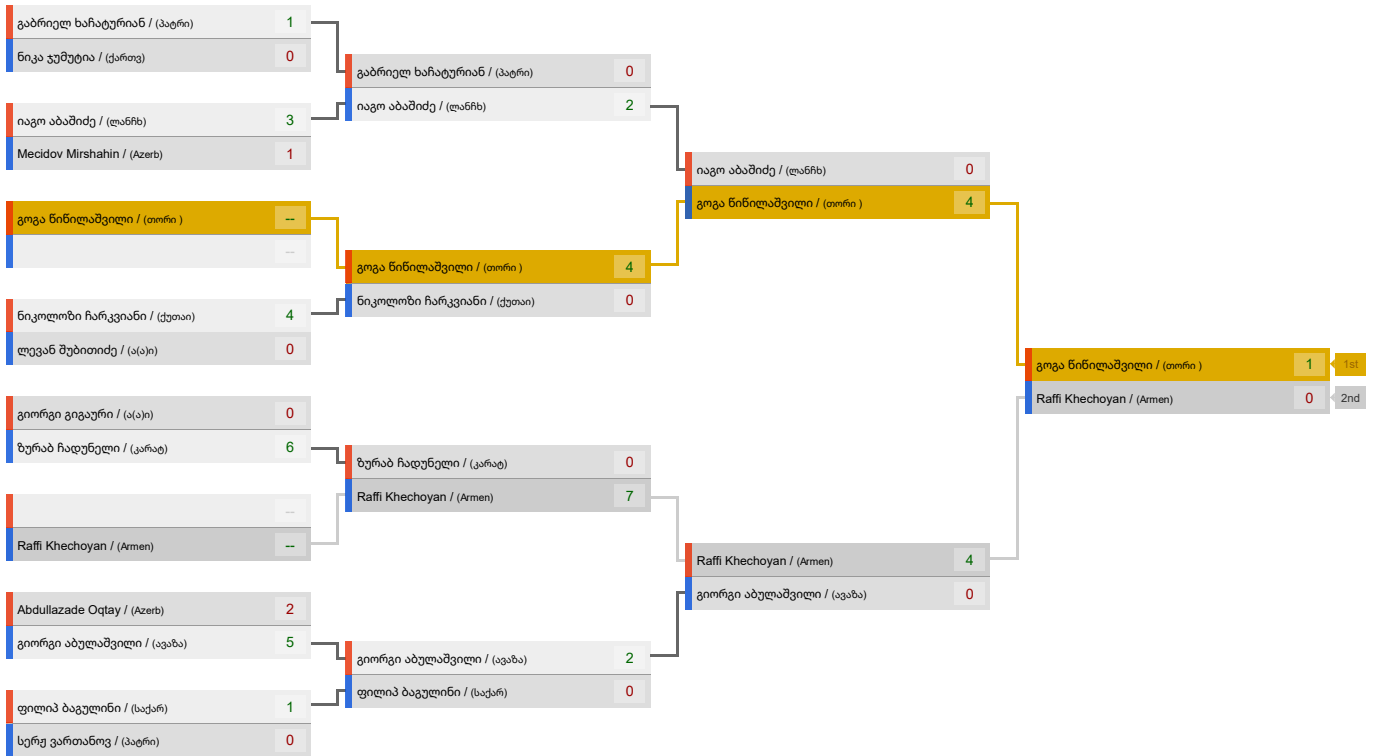 გაბრიელ ხაჩატურიან / (პატრი) 1
ნიკა ჯუმუტია / (ქართვ) 0
იაგო აბაშიძე / (ლანჩხ) 3
Mecidov Mirshahin / (Azerb) 1
გოგა წიწილაშვილი / (თორი ) --
--
ნიკოლოზი ჩარკვიანი / (ქუთაი) 4
ლევან შუბითიძე / (ა(ა)ი) 0
გიორგი გიგაური / (ა(ა)ი) 0
ზურაბ ჩადუნელი / (კარატ) 6
--
Raffi Khechoyan / (Armen) --
Abdullazade Oqtay / (Azerb) 2
გიორგი აბულაშვილი / (ავაზა) 5
ფილიპ ბაგულინი / (საქარ) 1
სერჟ ვართანოვ / (პატრი) 0
გაბრიელ ხაჩატურიან / (პატრი) 0
იაგო აბაშიძე / (ლანჩხ) 2
გოგა წიწილაშვილი / (თორი ) 4
ნიკოლოზი ჩარკვიანი / (ქუთაი) 0
ზურაბ ჩადუნელი / (კარატ) 0
Raffi Khechoyan / (Armen) 7
გიორგი აბულაშვილი / (ავაზა) 2
ფილიპ ბაგულინი / (საქარ) 0
იაგო აბაშიძე / (ლანჩხ) 0
გოგა წიწილაშვილი / (თორი ) 4
Raffi Khechoyan / (Armen) 4
გიორგი აბულაშვილი / (ავაზა) 0
გოგა წიწილაშვილი / (თორი ) 1 1st
Raffi Khechoyan / (Armen) 0 2nd